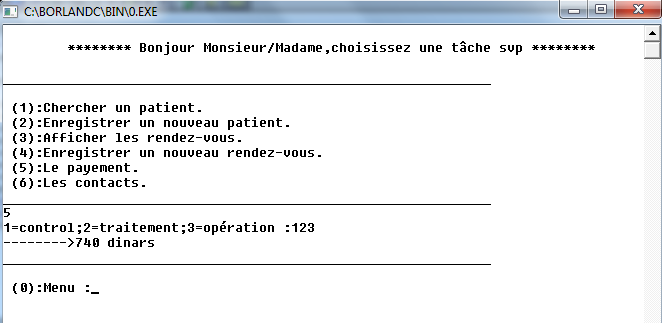 C:\BORLANDC\BIN\0.EXE
******** Bonjour Monsieur/Madame,choisissez une tâche svp ********
(1):Chercher un patient.
(2):Enregistrer un nouveau patient.
(3):Afficher les rendez-vous.
(4):Enregistrer un nouveau rendez-vous.
(5):Le payement.
(6):Les contacts.
5
1=control;2=traitement;3=opération :123
-------->740 dinars
(0):Menu :_